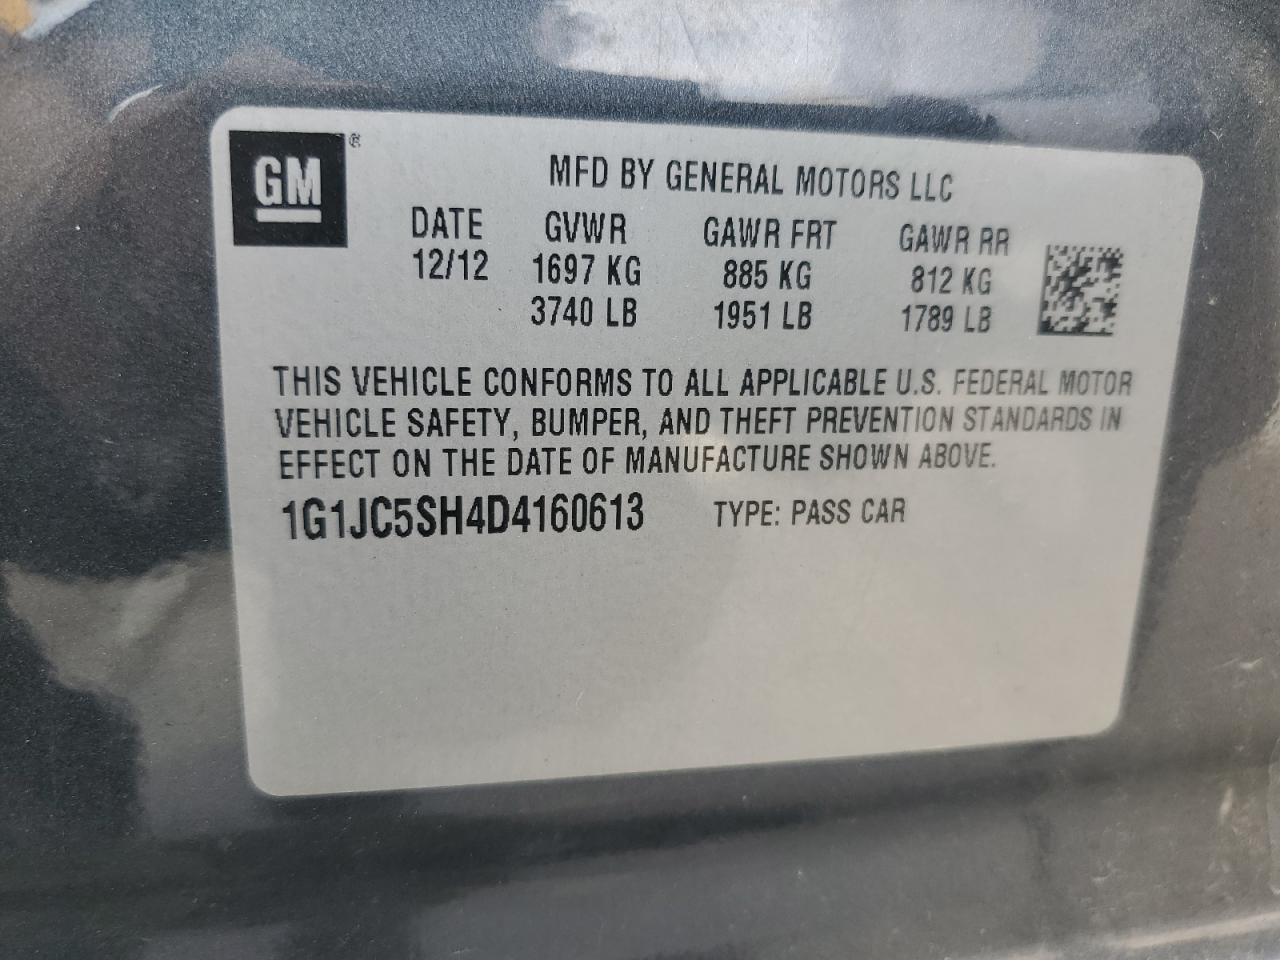 GM®
MFD BY GENERAL MOTORS LLC
DATE GVWR GAWR FRT GAWR RR
12/12 1697 KG 885 KG 812 KG
3740 LB 1951 LB 1789 LB
THIS VEHICLE CONFORMS TO ALL APPLICABLE U.S. FEDERAL MOTOR
VEHICLE SAFETY, BUMPER, AND THEFT PREVENTION STANDARDS IN
EFFECT ON THE DATE OF MANUFACTURE SHOWN ABOVE.
1G1JC5SH4D4160613 TYPE: PASS CAR